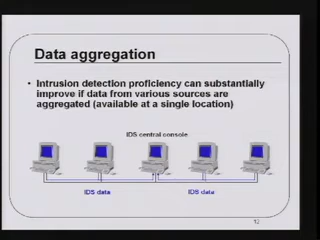 Data aggregation
• Intrusion detection proficiency can substantially
improve if data from various sources are
aggregated (available at a single location)
IDS central console
IDS data IDS data
12